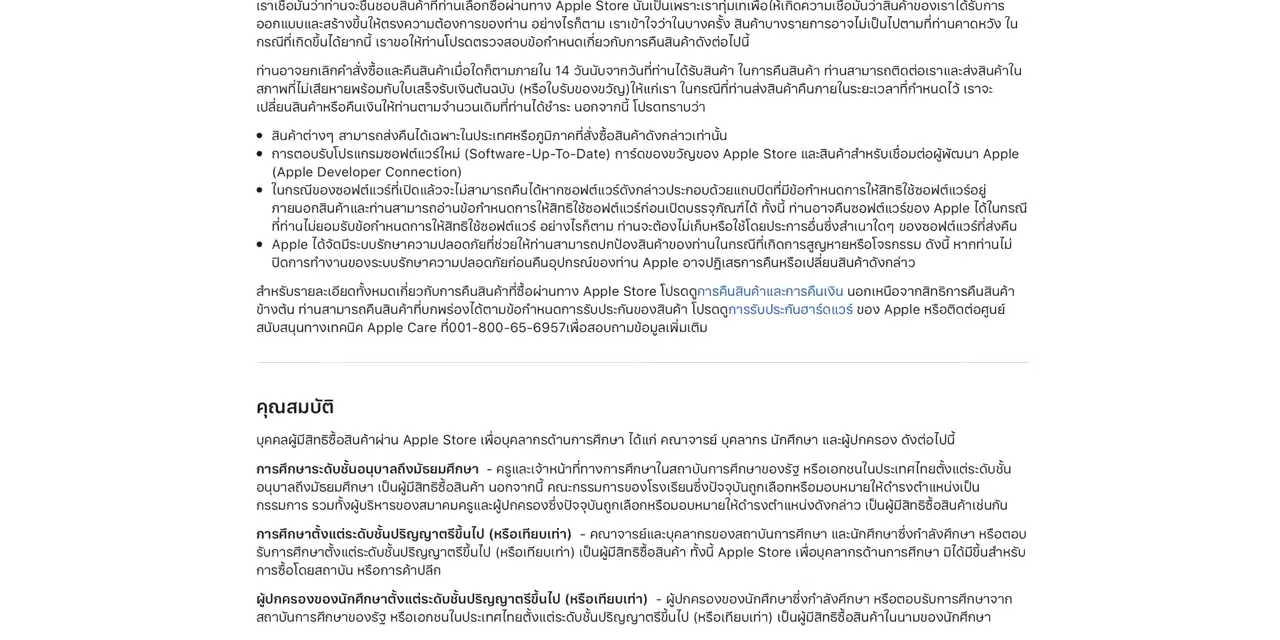 เราเชื่อมั่นว่าท่านจะชื่นชอบสินค้าที่ท่านเลือกซื้อผ่านทาง Apple Store นั่นเป็นเพราะเราทุ่มเทเพื่อให้เกิดความเชื่อมั่นว่าสินค้าของเราได้รับการ
ออกแบบและสร้างขึ้นให้ตรงความต้องการของท่าน อย่างไรก็ตาม เราเข้าใจว่าในบางครั้ง สินค้าบางรายการอาจไม่เป็นไปตามที่ท่านคาดหวัง ใน
กรณีที่เกิดขึ้นได้ยากนี้ เราขอให้ท่านโปรดตรวจสอบข้อกำหนดเกี่ยวกับการคืนสินค้าดังต่อไปนี้
ท่านอาจยกเลิกคำสั่งซื้อและคืนสินค้าเมื่อใดก็ตามภายใน 14 วันนับจากวันที่ท่านได้รับสินค้า ในการคืนสินค้า ท่านสามารถติดต่อเราและส่งสินค้าใน
สภาพที่ไม่เสียหายพร้อมกับใบเสร็จรับเงินต้นฉบับ (หรือใบรับของขวัญ)ให้แก่เรา ในกรณีที่ท่านส่งสินค้าคืนภายในระยะเวลาที่กำหนดไว้ เราจะ
เปลี่ยนสินค้าหรือคืนเงินให้ท่านตามจำนวนเดิมที่ท่านได้ชำระ นอกจากนี้ โปรดทราบว่า
• สินค้าต่างๆ สามารถส่งคืนได้เฉพาะในประเทศหรือภูมิภาคที่สั่งซื้อสินค้าดังกล่าวเท่านั้น
• การตอบรับโปรแกรมซอฟต์แวร์ใหม่ (Software-Up-To-Date) การ์ดของขวัญของ Apple Store และสินค้าสำหรับเชื่อมต่อผู้พัฒนา Apple
(Apple Developer Connection)
• ในกรณีของซอฟต์แวร์ที่เปิดแล้วจะไม่สามารถคืนได้หากซอฟต์แวร์ดังกล่าวประกอบด้วยแถบปิดที่มีข้อกำหนดการให้สิทธิใช้ซอฟต์แวร์อยู่
ภายนอกสินค้าและท่านสามารถอ่านข้อกำหนดการให้สิทธิใช้ซอฟต์แวร์ก่อนเปิดบรรจุภัณฑ์ได้ ทั้งนี้ ท่านอาจคืนซอฟต์แวร์ของ Apple ได้ในกรณี
ที่ท่านไม่ยอมรับข้อกำหนดการให้สิทธิใช้ซอฟต์แวร์ อย่างไรก็ตาม ท่านจะต้องไม่เก็บหรือใช้โดยประการอื่นซึ่งสำเนาใดๆ ของซอฟต์แวร์ที่ส่งคืน
• Apple ได้จัดมีระบบรักษาความปลอดภัยที่ช่วยให้ท่านสามารถปกป้องสินค้าของท่านในกรณีที่เกิดการสูญหายหรือโจรกรรม ดังนี้ หากท่านไม่
ปิดการทำงานของระบบรักษาความปลอดภัยก่อนคืนอุปกรณ์ของท่าน Apple อาจปฏิเสธการคืนหรือเปลี่ยนสินค้าดังกล่าว
สำหรับรายละเอียดทั้งหมดเกี่ยวกับการคืนสินค้าที่ซื้อผ่านทาง Apple Store โปรดดูการคืนสินค้าและการคืนเงิน นอกเหนือจากสิทธิการคืนสินค้า
ข้างต้น ท่านสามารถคืนสินค้าที่บกพร่องได้ตามข้อกำหนดการรับประกันของสินค้า โปรดดูการรับประกันฮาร์ดแวร์ ของ Apple หรือติดต่อศูนย์
สนับสนุนทางเทคนิค Apple Care ที่001-800-65-6957เพื่อสอบถามข้อมูลเพิ่มเติม
คุณสมบัติ
บุคคลผู้มีสิทธิซื้อสินค้าผ่าน Apple Store เพื่อบุคลากรด้านการศึกษา ได้แก่ คณาจารย์ บุคลากร นักศึกษา และผู้ปกครอง ดังต่อไปนี้
การศึกษาระดับชั้นอนุบาลถึงมัธยมศึกษา - ครูและเจ้าหน้าที่ทางการศึกษาในสถาบันการศึกษาของรัฐ หรือเอกชนในประเทศไทยตั้งแต่ระดับชั้น
อนุบาลถึงมัธยมศึกษา เป็นผู้มีสิทธิซื้อสินค้า นอกจากนี้ คณะกรรมการของโรงเรียนซึ่งปัจจุบันถูกเลือกหรือมอบหมายให้ดำรงตำแหน่งเป็น
กรรมการ รวมทั้งผู้บริหารของสมาคมครูและผู้ปกครองซึ่งปัจจุบันถูกเลือกหรือมอบหมายให้ดำรงตำแหน่งดังกล่าว เป็นผู้มีสิทธิซื้อสินค้าเช่นกัน
การศึกษาตั้งแต่ระดับชั้นปริญญาตรีขึ้นไป (หรือเทียบเท่า) - คณาจารย์และบุคลากรของสถาบันการศึกษา และนักศึกษาซึ่งกำลังศึกษา หรือตอบ
รับการศึกษาตั้งแต่ระดับชั้นปริญญาตรีขึ้นไป (หรือเทียบเท่า) เป็นผู้มีสิทธิซื้อสินค้า ทั้งนี้ Apple Store เพื่อบุคลากรด้านการศึกษา มิได้มีขึ้นสำหรับ
การซื้อโดยสถาบัน หรือการค้าปลีก
ผู้ปกครองของนักศึกษาตั้งแต่ระดับชั้นปริญญาตรีขึ้นไป (หรือเทียบเท่า) - ผู้ปกครองของนักศึกษาซึ่งกำลังศึกษา หรือตอบรับการศึกษาจาก
สถาบันการศึกษาของรัฐ หรือเอกชนในประเทศไทยตั้งแต่ระดับชั้นปริญญาตรีขึ้นไป (หรือเทียบเท่า) เป็นผู้มีสิทธิซื้อสินค้าในนามของนักศึกษา